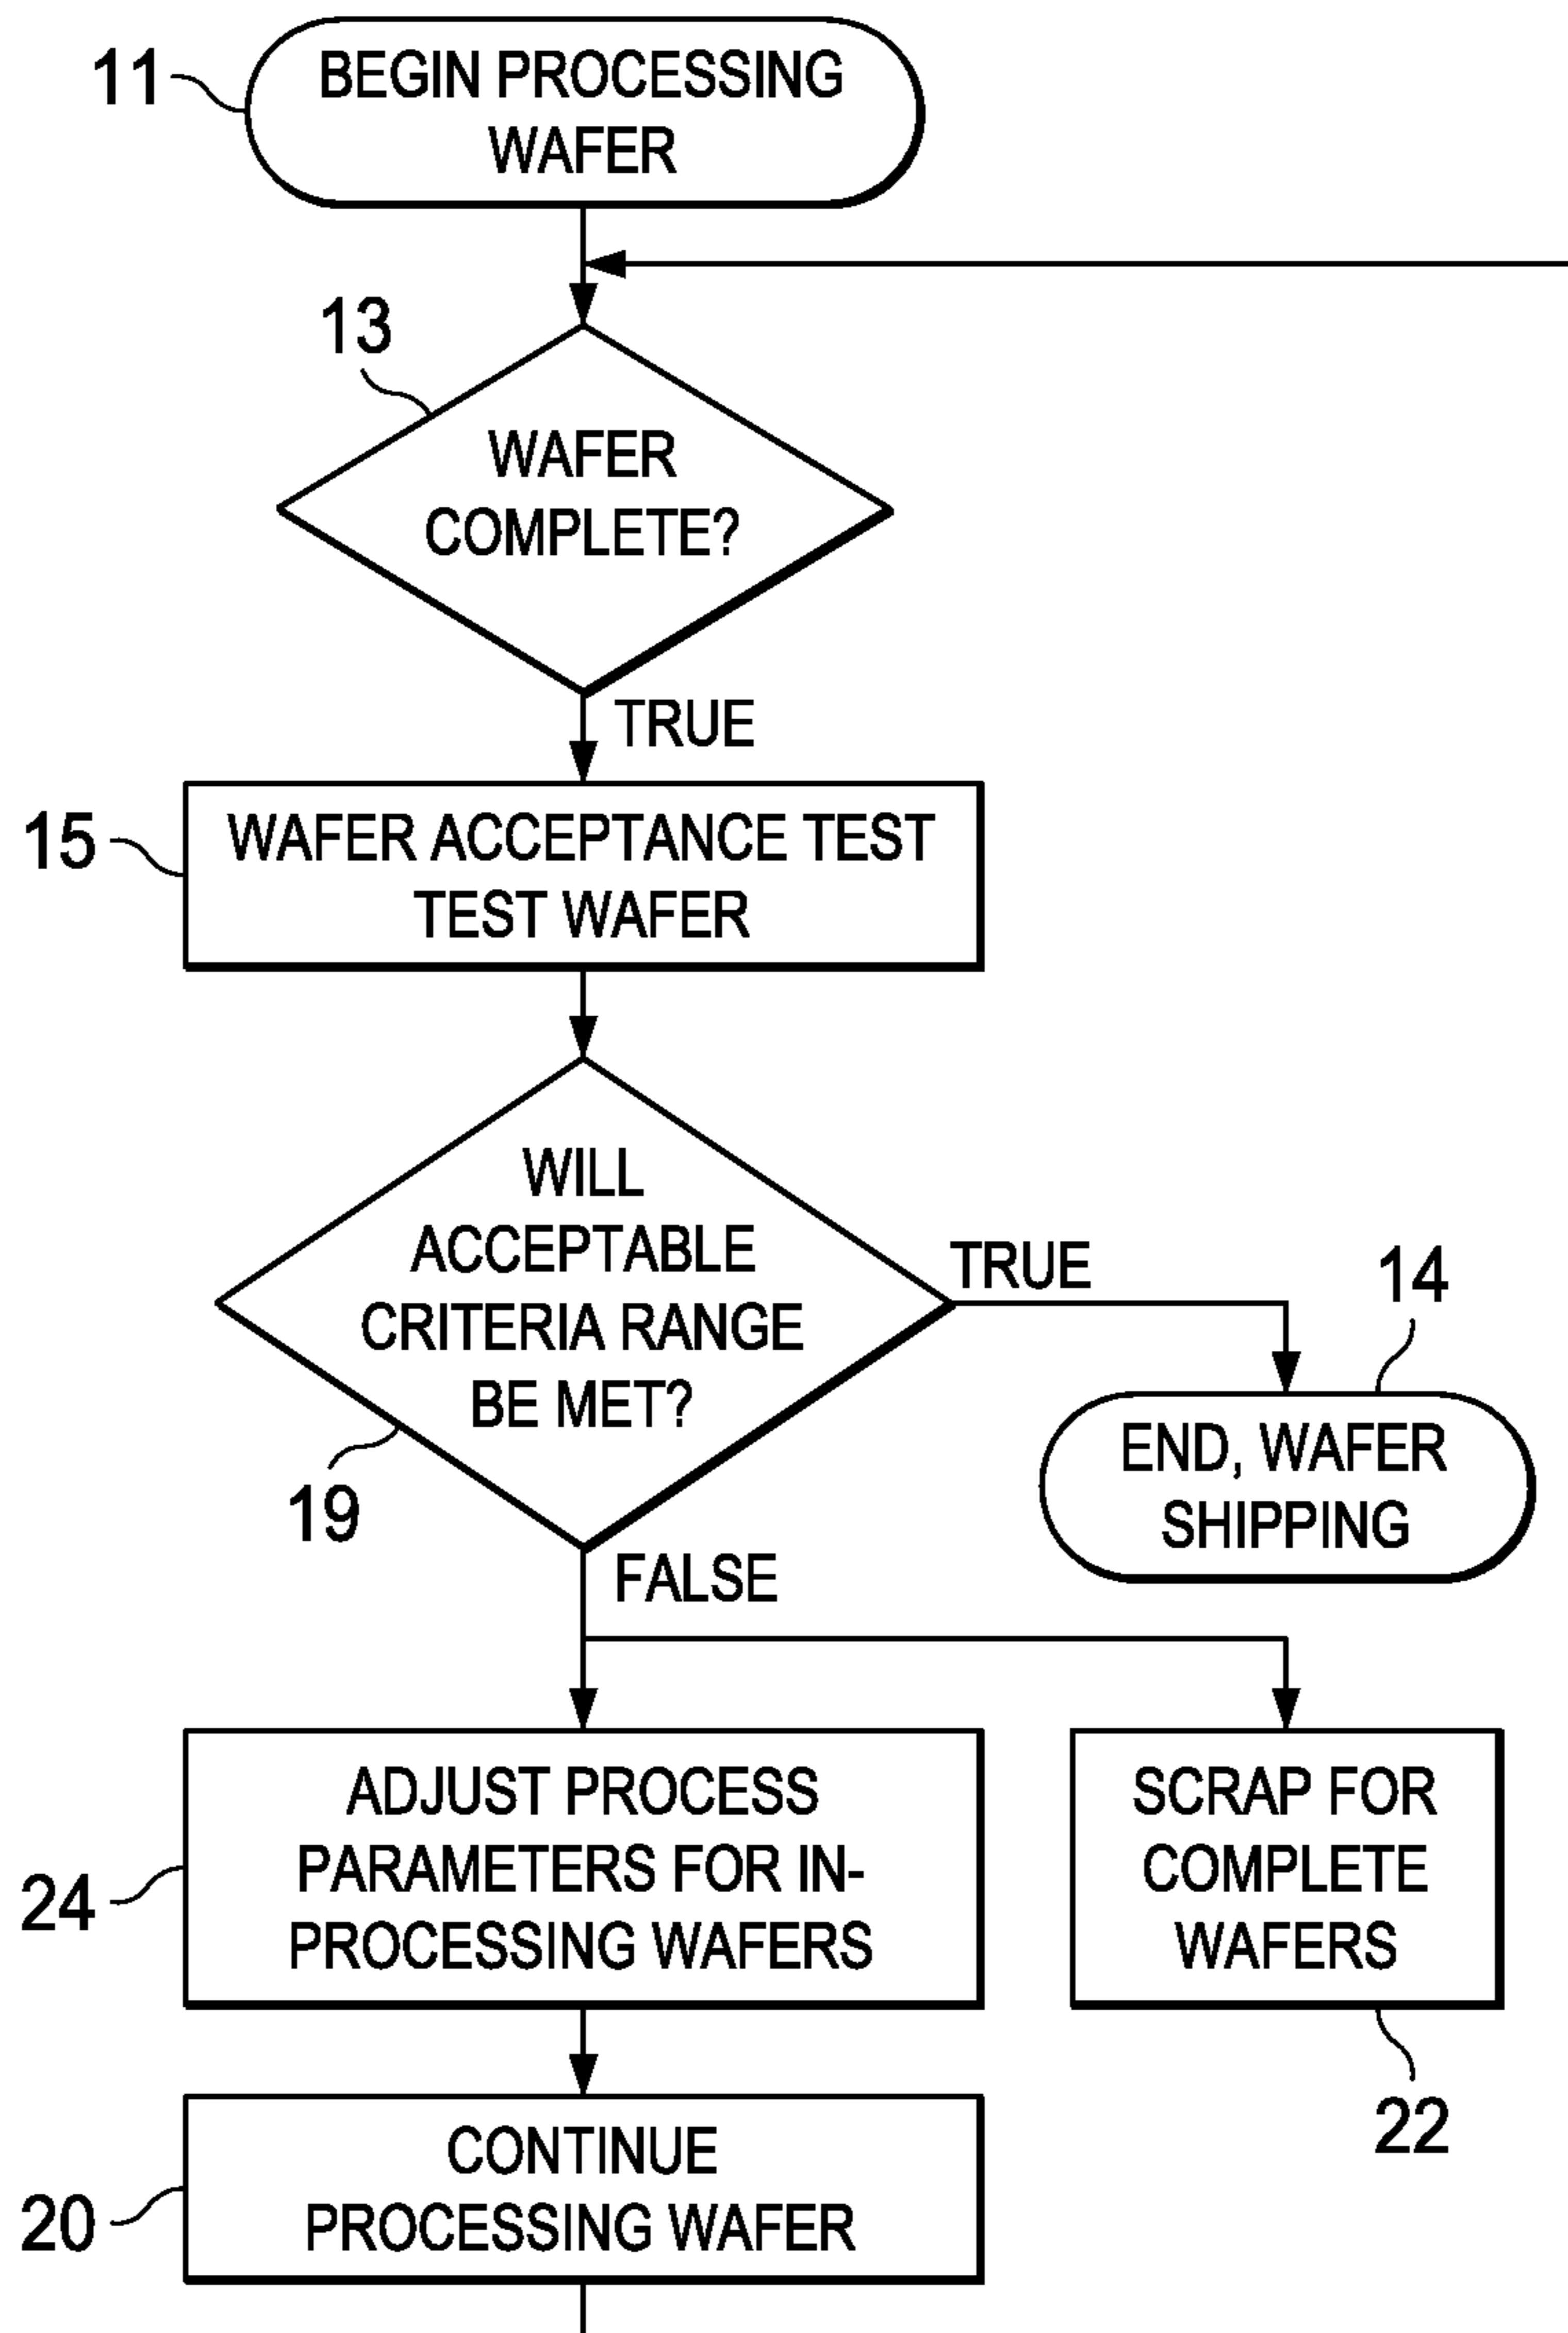 11
BEGIN PROCESSING
WAFER
13
WAFER
COMPLETE?
TRUE
15
WAFER ACCEPTANCE TEST
TEST WAFER
WILL
ACCEPTABLE
CRITERIA RANGE
BE MET?
19
TRUE
14
END, WAFER
SHIPPING
FALSE
24
ADJUST PROCESS
PARAMETERS FOR IN-
PROCESSING WAFERS
SCRAP FOR
COMPLETE
WAFERS
22
20
CONTINUE
PROCESSING WAFER